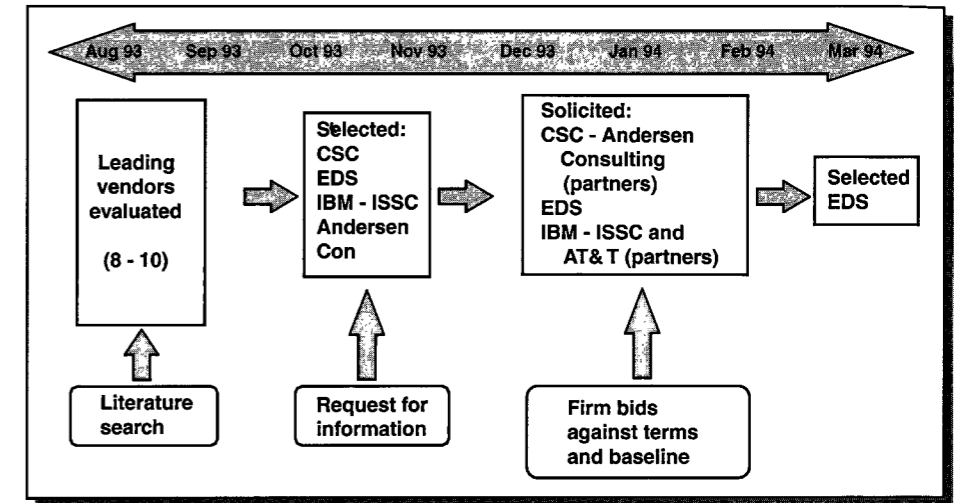 Aug 93 Sep 93 Oct 93 Nov 93 Dec 93 Jan 94 Feb 94 Mar 94
Leading
vendors
evaluated
(8 - 10)
Selected:
CSC
EDS
IBM - ISSC
Andersen
Con
Solicited:
CSC - Andersen
Consulting
(partners)
EDS
IBM - ISSC and
AT& T (partners)
Selected
EDS
Literature
search
Request for
information
Firm bids
against terms
and baseline